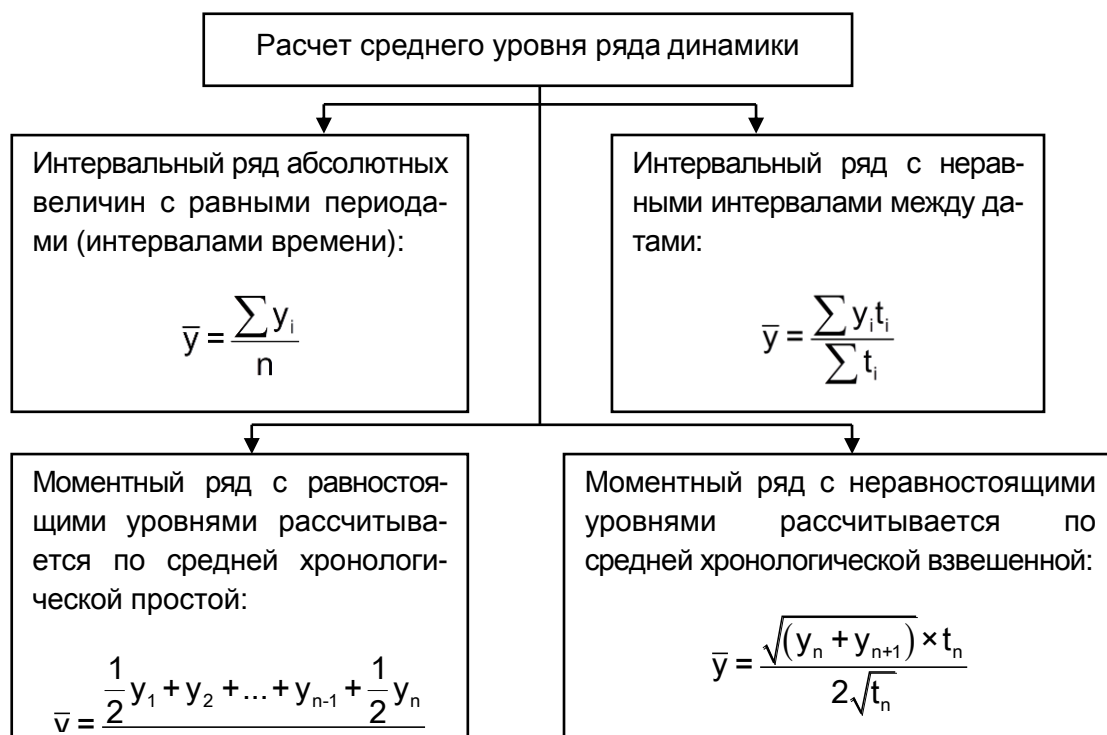 Расчет среднего уровня ряда динамики
Интервальный ряд абсолютных
величин с равными периода-
ми (интервалами времени):
y̅ = ∑ yᵢ / n
Интервальный ряд с нерав-
ными интервалами между да-
тами:
y̅ = ∑ yᵢtᵢ / ∑ tᵢ
Моментный ряд с равностоя-
щими уровнями рассчитыва-
ется по средней хронологи-
ческой простой:
y̅ = 1/2 y₁ + y₂ + ... + yₙ₋₁ + 1/2 yₙ
Моментный ряд с неравностоящими
уровнями рассчитывается по
средней хронологической взвешенной:
y̅ = √(yₙ + yₙ₊₁) × tₙ / 2√tₙ